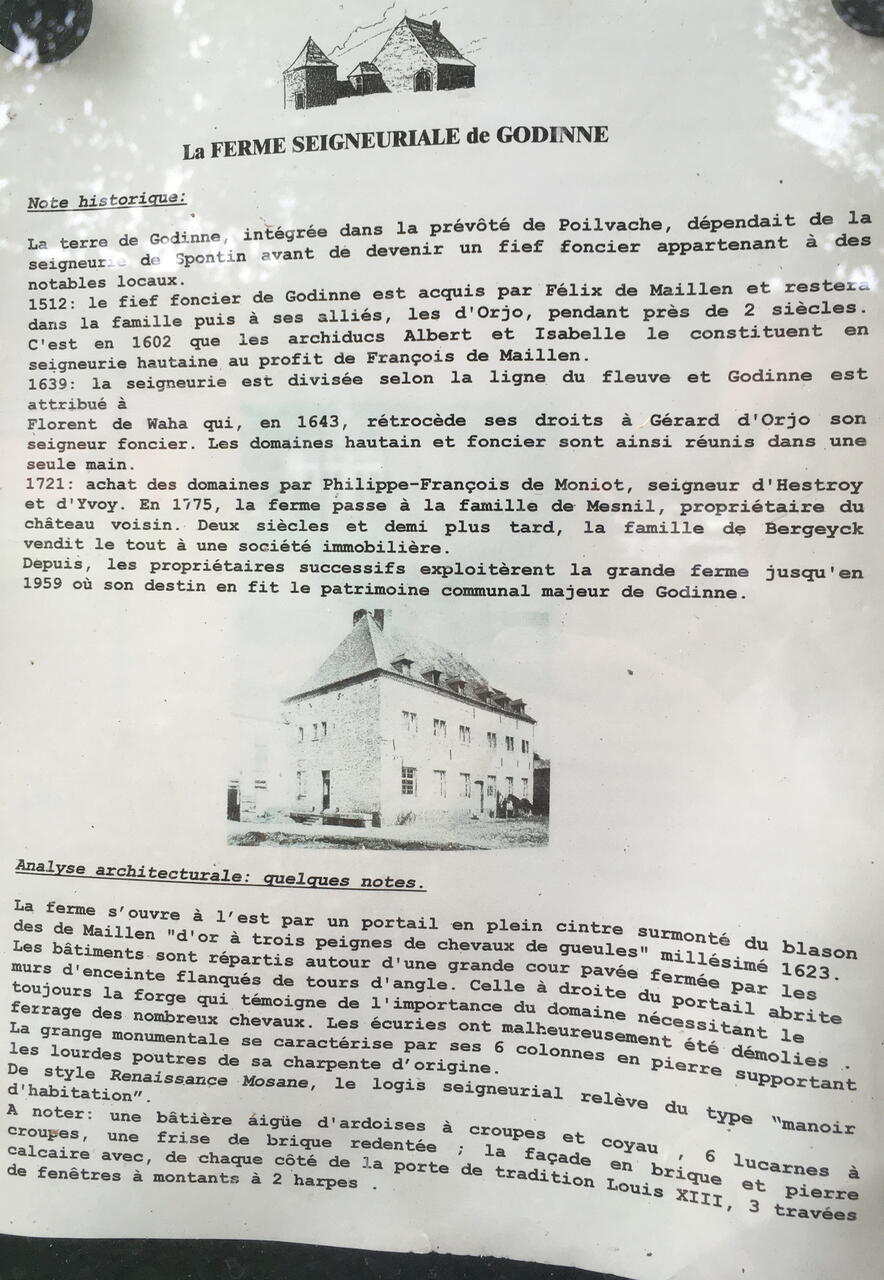 La FERME SEIGNEURIALE de GODINNE
Note historique:
La terre de Godinne, intégrée dans la prévôté de Poilvache, dépendait de la
seigneurie de Spontin avant de devenir un fief foncier appartenant à des
notables locaux.
1512: le fief foncier de Godinne est acquis par Félix de Maillen et restera
dans la famille puis à ses alliés, les d'Orjo, pendant près de 2 siècles.
C'est en 1602 que les archiducs Albert et Isabelle le constituent en
seigneurie hautaine au profit de François de Maillen.
1639: la seigneurie est divisée selon la ligne du fleuve et Godinne est
attribué à
Florent de Waha qui, en 1643, rétrocède ses droits à Gérard d'Orjo son
seigneur foncier. Les domaines hautain et foncier sont ainsi réunis dans une
seule main.
1721: achat des domaines par Philippe-François de Moniot, seigneur d'Hestroy
et d'Yvoy. En 1775, la ferme passe à la famille de Mesnil, propriétaire du
château voisin. Deux siècles et demi plus tard, la famille de Bergeyck
vendit le tout à une société immobilière.
Depuis, les propriétaires successifs exploitèrent la grande ferme jusqu'en
1959 où son destin en fit le patrimoine communal majeur de Godinne.
Analyse architecturale: quelques notes.
La ferme s'ouvre à l'est par un portail en plein cintre surmonté du blason
des de Maillen "d'or à trois peignes de chevaux de gueules" millésimé 1623.
Les bâtiments sont répartis autour d'une grande cour pavée fermée par les
murs d'enceinte flanqués de tours d'angle. Celle à droite du portail abrite
toujours la forge qui témoigne de l'importance du domaine nécessitant le
ferrage des nombreux chevaux. Les écuries ont malheureusement été démolies .
La grange monumentale se caractérise par ses 6 colonnes en pierre supportant
les lourdes poutres de sa charpente d'origine.
De style Renaissance Mosane, le logis seigneurial relève du type "manoir
d'habitation".
A noter: une bâtière áigüe d'ardoises à croupes et coyau , 6 lucarnes à
croupes, une frise de brique redentée ; la façade en brique et pierre
calcaire avec, de chaque côté de la porte de tradition Louis XIII, 3 travées
de fenêtres à montants à 2 harpes .